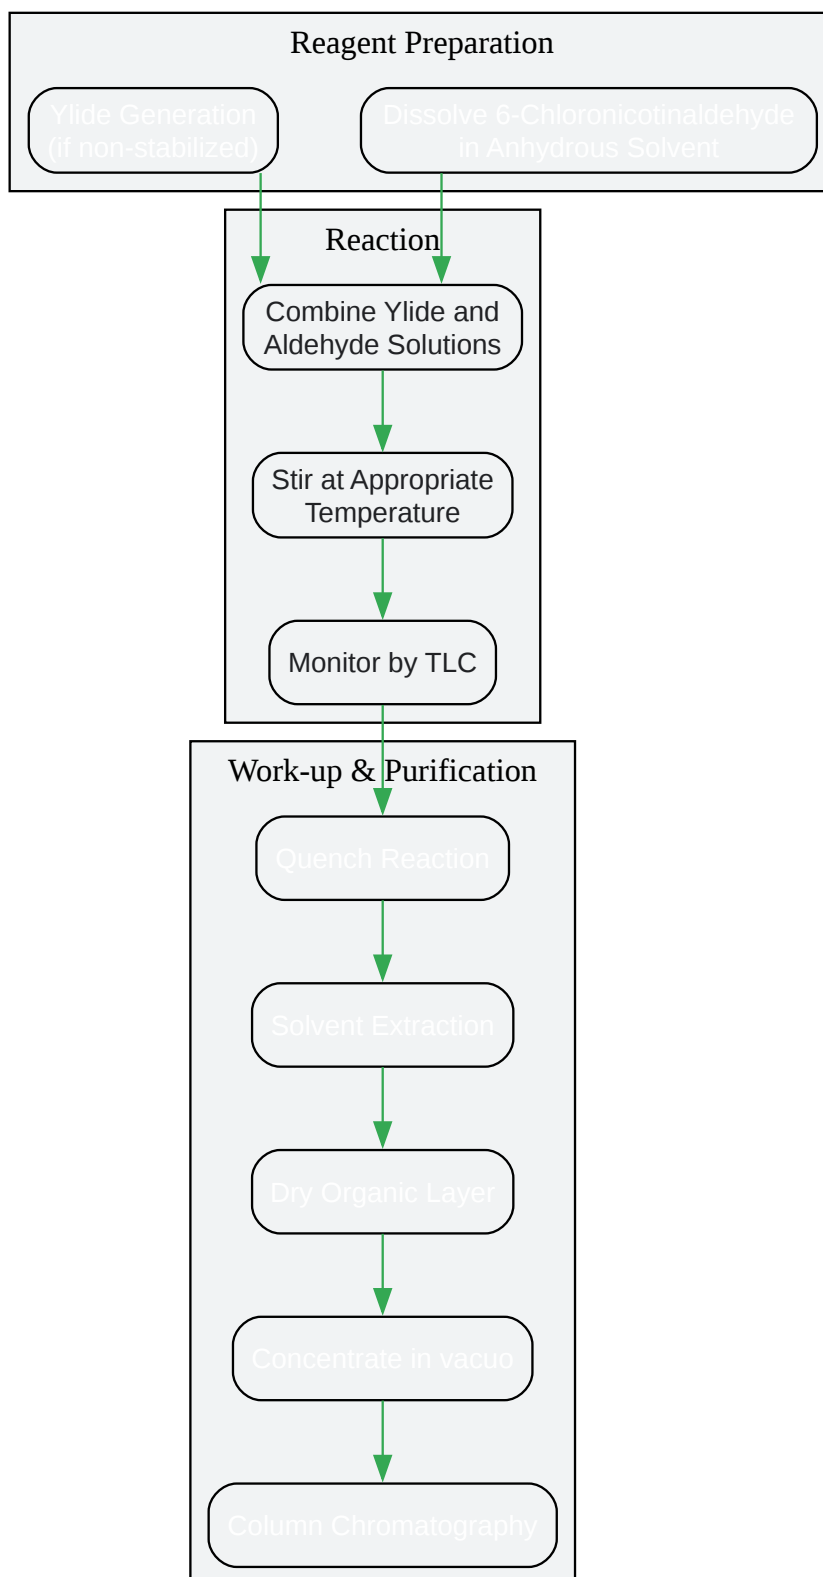 Reagent Preparation
Ylide Generation
(if non-stabilized)
Dissolve 6-Chloronicotinaldehyde
in Anhydrous Solvent
Reaction
Combine Ylide and
Aldehyde Solutions
Stir at Appropriate
Temperature
Monitor by TLC
Work-up & Purification
Quench Reaction
Solvent Extraction
Dry Organic Layer
Concentrate in vacuo
Column Chromatography